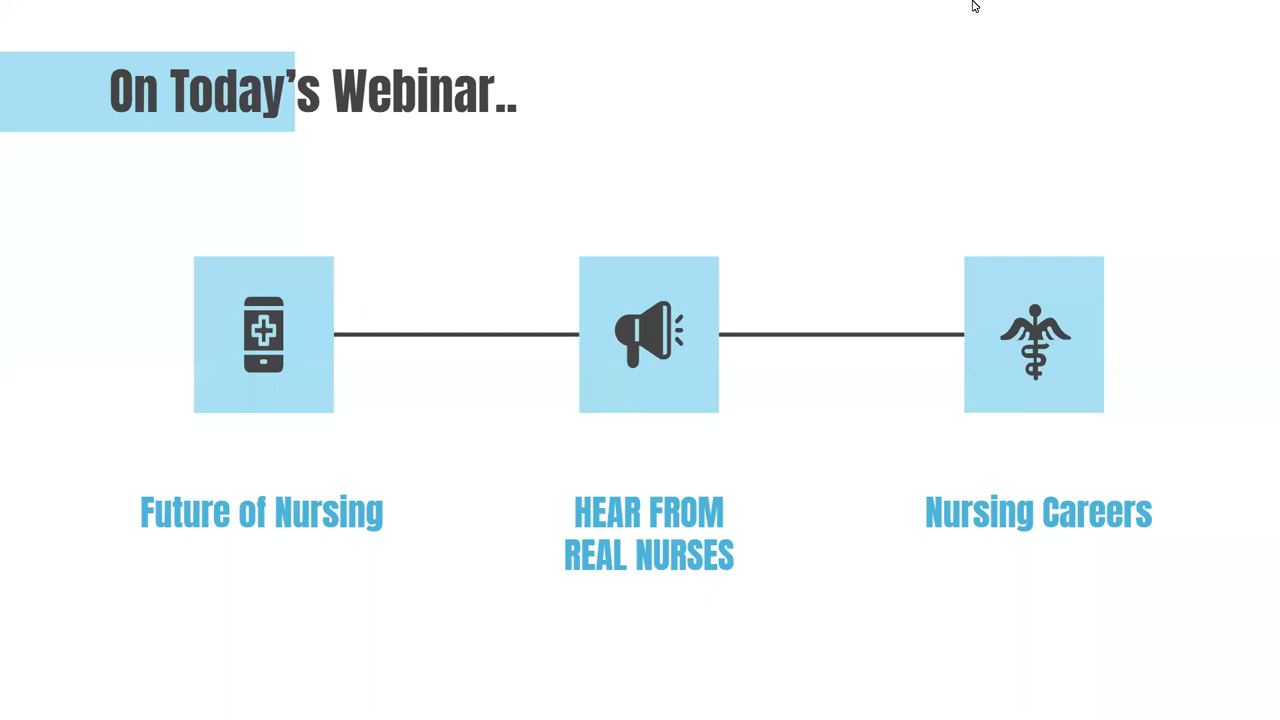 On Today’s Webinar..
Future of Nursing
HEAR FROM
REAL NURSES
Nursing Careers